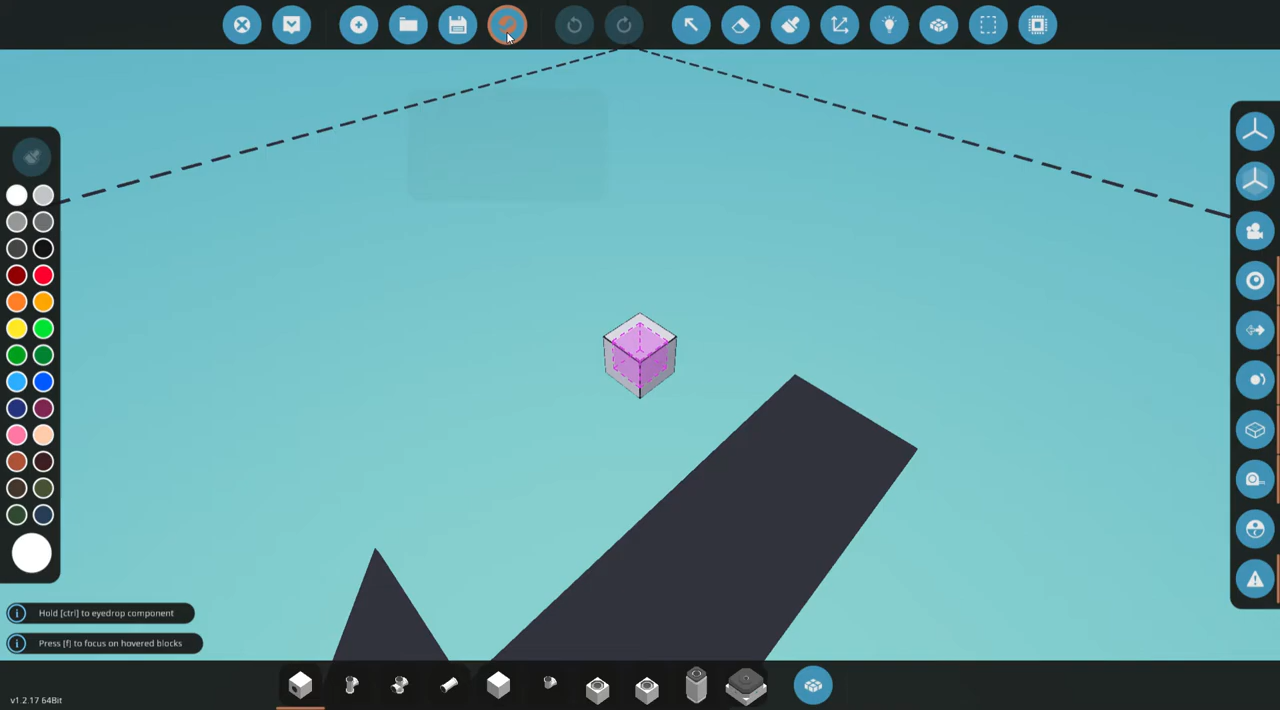 Hold [ctrl] to eyedrop component
Press [f] to focus on hovered blocks
v1.2.17 64Bit